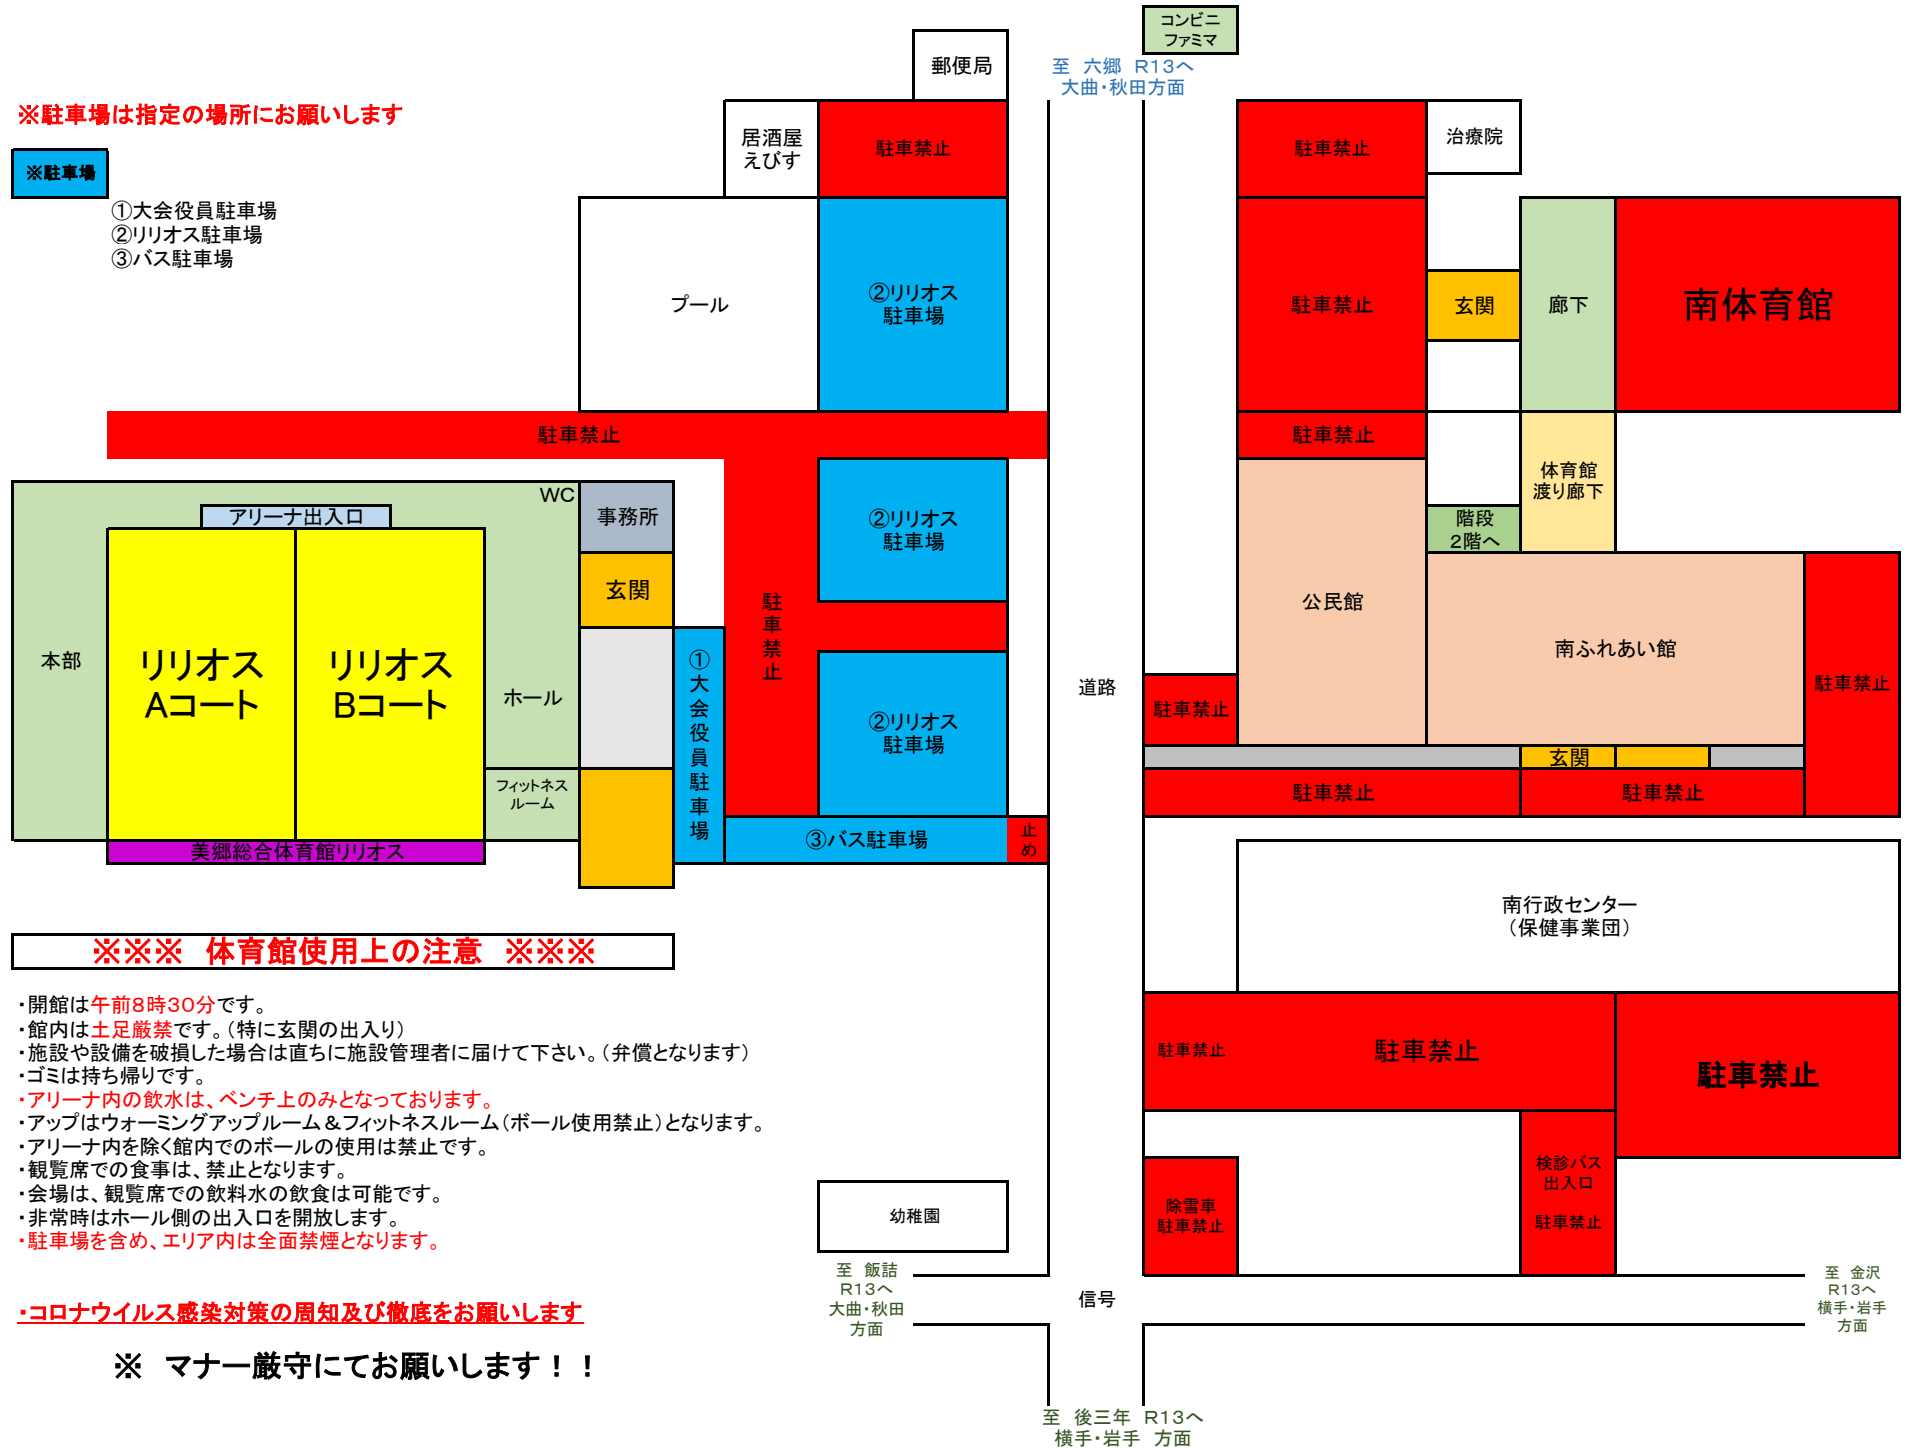 コンビニ
ファミマ
郵便局
至 六郷 R13へ
大曲・秋田方面
※駐車場は指定の場所にお願いします
居酒屋
えびす
駐車禁止
駐車禁止
治療院
※駐車場
①大会役員駐車場
②リリオス駐車場
③バス駐車場
プール
②リリオス
駐車場
駐車禁止
玄関
廊下
南体育館
駐車禁止
駐車禁止
体育館
渡り廊下
WC
事務所
アリーナ出入口
②リリオス
駐車場
階段
2階へ
玄関
駐車禁止
公民館
南ふれあい館
本部
リリオス
Aコート
リリオス
Bコート
ホール
①大会役員駐車場
②リリオス
駐車場
道路
駐車禁止
駐車禁止
玄関
フィットネス
ルーム
駐車禁止
駐車禁止
③バス駐車場
止め
美郷総合体育館リリオス
南行政センター
（保健事業団）
※※※ 体育館使用上の注意 ※※※
・開館は午前8時30分です。
・館内は土足厳禁です。（特に玄関の出入り）
・施設や設備を破損した場合は直ちに施設管理者に届けて下さい。（弁償となります）
・ゴミは持ち帰りです。
・アリーナ内の飲水は、ベンチ上のみとなっております。
・アップはウォーミングアップルーム＆フィットネスルーム（ボール使用禁止）となります。
・アリーナ内を除く館内でのボールの使用は禁止です。
・観覧席での食事は、禁止となります。
・会場は、観覧席での飲料水の飲食は可能です。
・非常時はホール側の出入口を開放します。
・駐車場を含め、エリア内は全面禁煙となります。
駐車禁止
駐車禁止
駐車禁止
検診バス
出入口
駐車禁止
除雪車
駐車禁止
幼稚園
至 飯詰
R13へ
大曲・秋田
方面
信号
至 金沢
R13へ
横手・岩手
方面
・コロナウイルス感染対策の周知及び徹底をお願いします
※ マナー厳守にてお願いします！！
至 後三年 R13へ
横手・岩手 方面